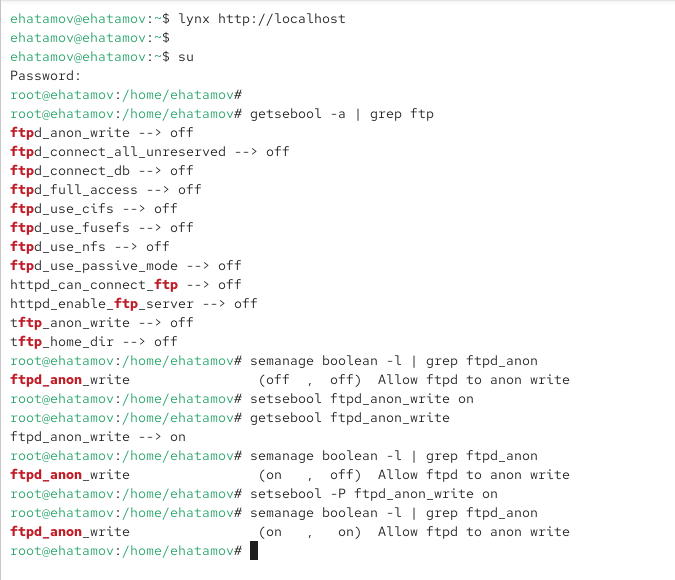 ehatamov@ehatamov:~$ lynx http://localhost
ehatamov@ehatamov:~$
ehatamov@ehatamov:~$ su
Password:
root@ehatamov:/home/ehatamov#
root@ehatamov:/home/ehatamov# getsebool -a | grep ftp
ftpd_anon_write --> off
ftpd_connect_all_unreserved --> off
ftpd_connect_db --> off
ftpd_full_access --> off
ftpd_use_cifs --> off
ftpd_use_fusefs --> off
ftpd_use_nfs --> off
ftpd_use_passive_mode --> off
httpd_can_connect_ftp --> off
httpd_enable_ftp_server --> off
tftp_anon_write --> off
tftp_home_dir --> off
root@ehatamov:/home/ehatamov# semanage boolean -l | grep ftpd_anon
ftpd_anon_write                (off  ,  off)  Allow ftpd to anon write
root@ehatamov:/home/ehatamov# setsebool ftpd_anon_write on
root@ehatamov:/home/ehatamov# getsebool ftpd_anon_write
ftpd_anon_write --> on
root@ehatamov:/home/ehatamov# semanage boolean -l | grep ftpd_anon
ftpd_anon_write                (on   ,  off)  Allow ftpd to anon write
root@ehatamov:/home/ehatamov# setsebool -P ftpd_anon_write on
root@ehatamov:/home/ehatamov# semanage boolean -l | grep ftpd_anon
ftpd_anon_write                (on   ,   on)  Allow ftpd to anon write
root@ehatamov:/home/ehatamov#